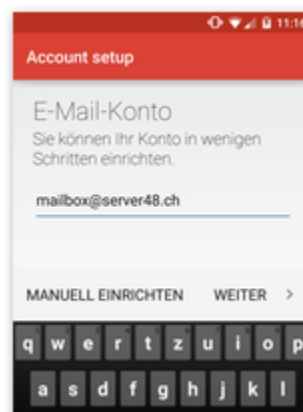 11:16
Account setup
E-Mail-Konto
Sie können Ihr Konto in wenigen
Schritten einrichten.
mailbox@server48.ch
MANUELL EINRICHTEN WEITER >
q w e r t z u i o p
a s d f g h j k l